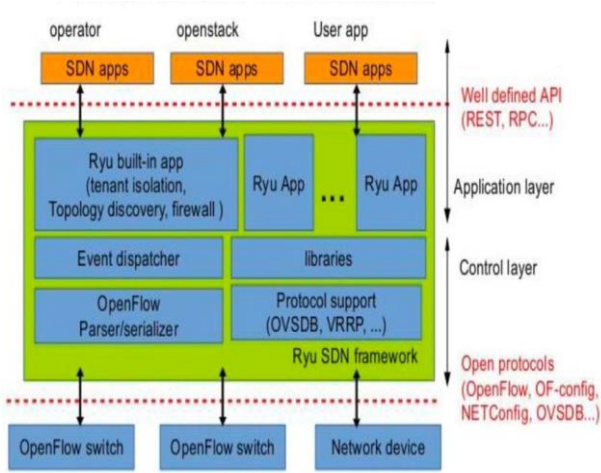 operator
openstack
User app
SDN apps
SDN apps
SDN apps
Well defined API
(REST, RPC...)
Ryu built-in app
(tenant isolation,
Topology discovery, firewall )
Ryu App
...
Ryu App
Application layer
Event dispatcher
libraries
Control layer
OpenFlow
Parser/serializer
Protocol support
(OVSDB, VRRP, ...)
Ryu SDN framework
Open protocols
(OpenFlow, OF-config,
NETConfig, OVSDB...)
OpenFlow switch
OpenFlow switch
Network device